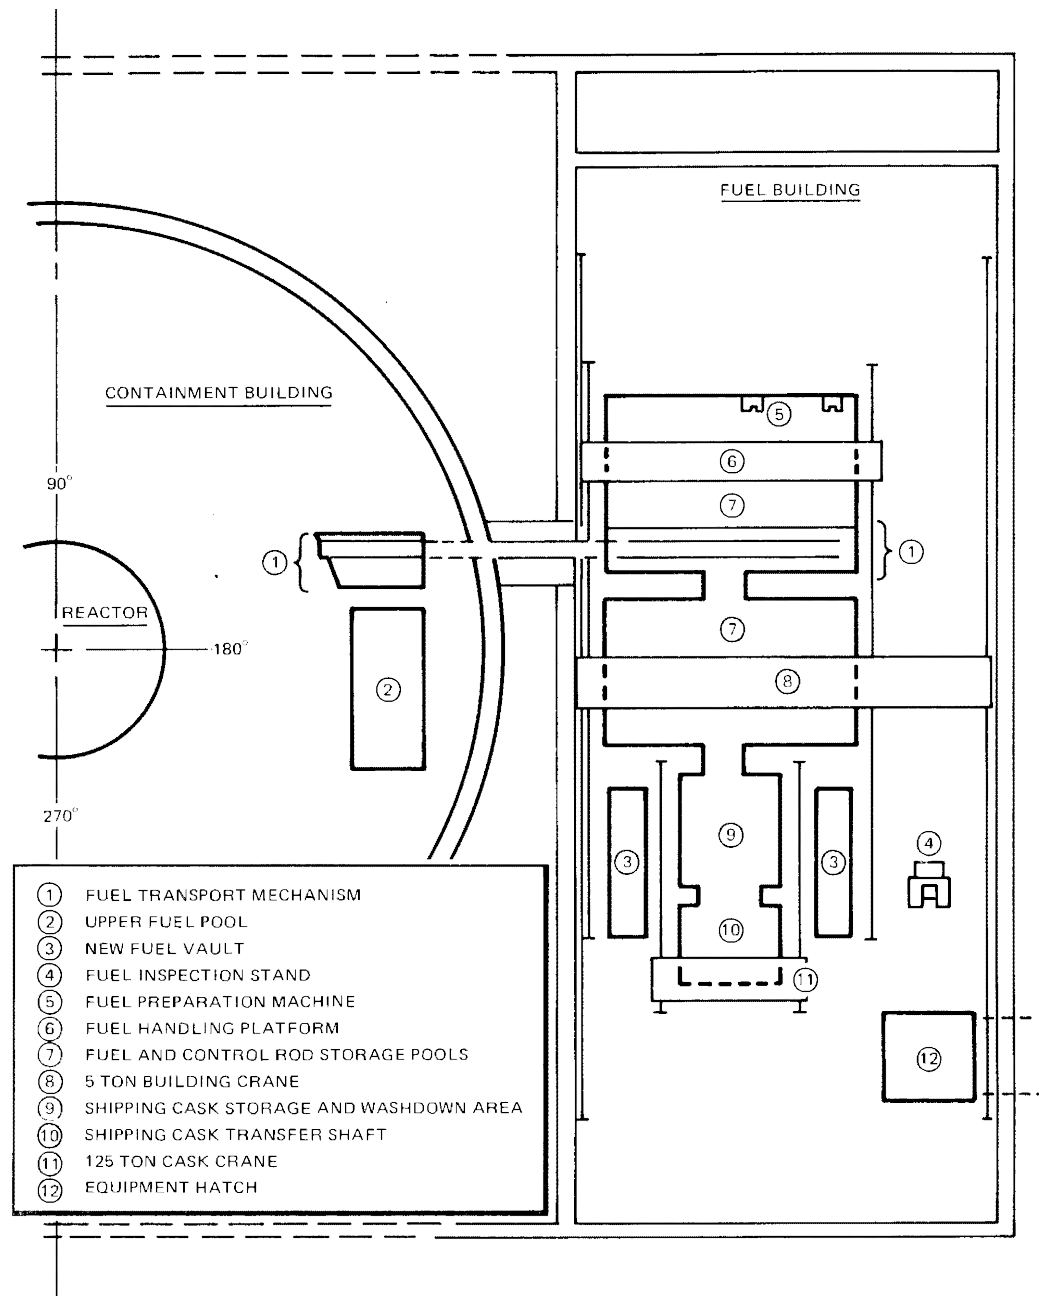 FUEL BUILDING
CONTAINMENT BUILDING
5
6
90°
7
1
1
REACTOR
7
180°
8
2
270°
9
4
3
3
10
11
12
1 FUEL TRANSPORT MECHANISM
2 UPPER FUEL POOL
3 NEW FUEL VAULT
4 FUEL INSPECTION STAND
5 FUEL PREPARATION MACHINE
6 FUEL HANDLING PLATFORM
7 FUEL AND CONTROL ROD STORAGE POOLS
8 5 TON BUILDING CRANE
9 SHIPPING CASK STORAGE AND WASHDOWN AREA
10 SHIPPING CASK TRANSFER SHAFT
11 125 TON CASK CRANE
12 EQUIPMENT HATCH